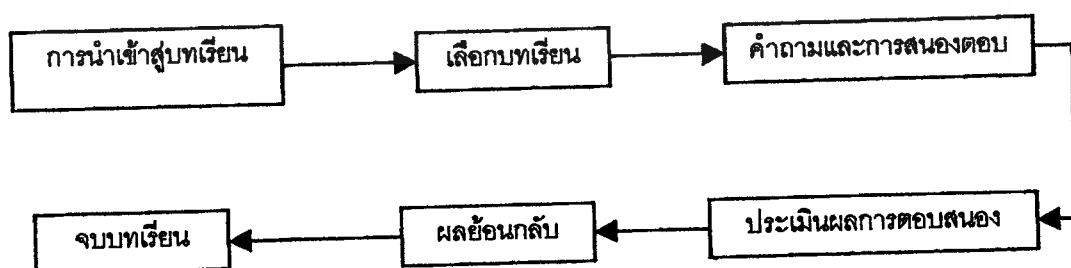 การนำเข้าสู่บทเรียน
เลือกบทเรียน
คำถามและการสนองตอบ
ประเมินผลการตอบสนอง
ผลย้อนกลับ
จบบทเรียน